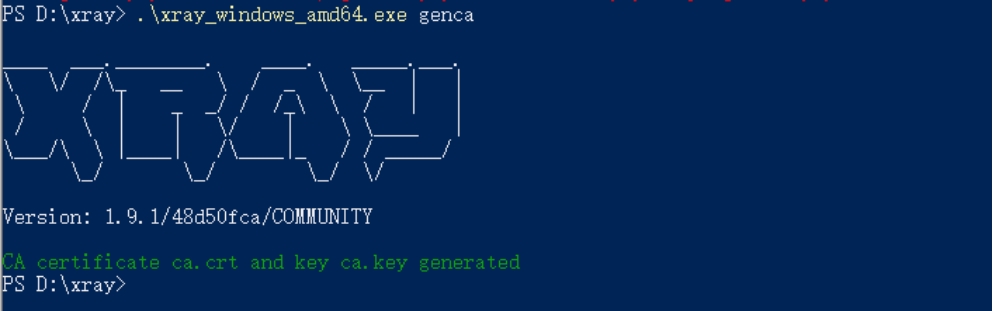 PS D:\xray> .\xray_windows_amd64.exe genca
XRAY
Version: 1.9.1/48d50fca/COMMUNITY
CA certificate ca.crt and key ca.key generated
PS D:\xray>